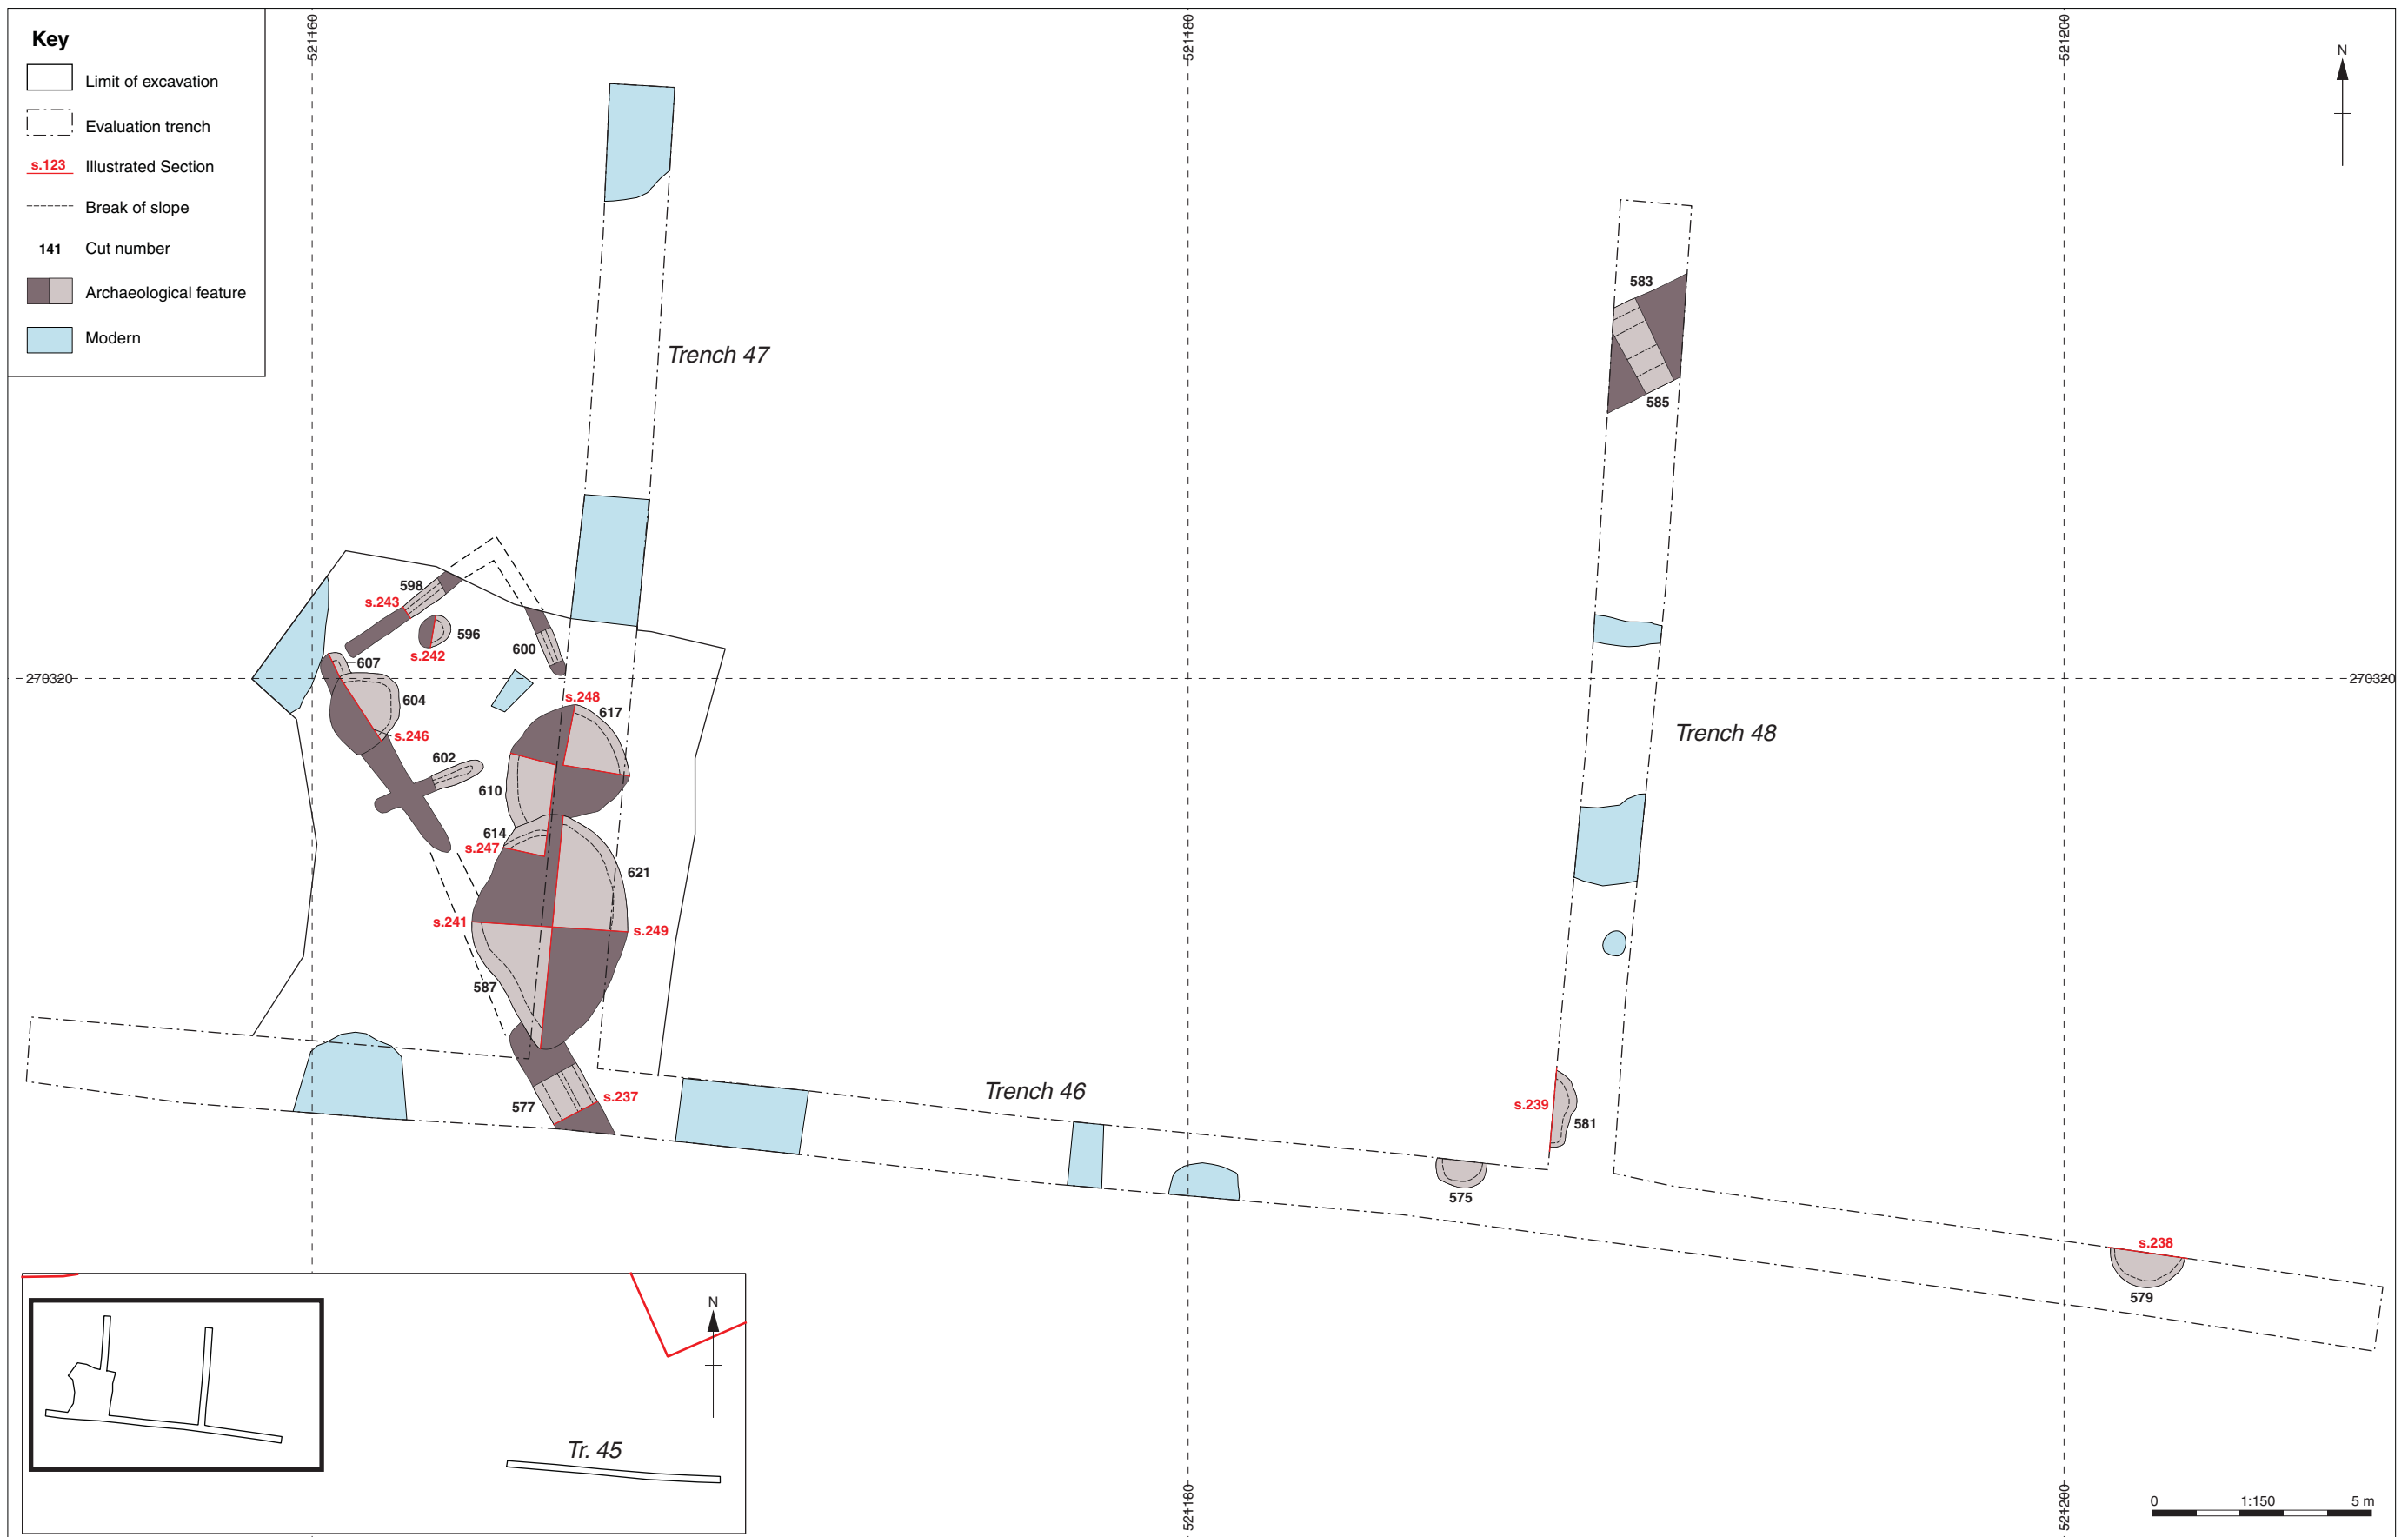 Key
Limit of excavation
Evaluation trench
s.123 Illustrated Section
Break of slope
141 Cut number
Archaeological feature
Modern
521160
521180
521200
N
Trench 47
583
585
598
s.243
596
s.242
600
607
270320
270320
604
s.246
602
s.248
617
610
614
s.247
621
s.241
s.249
587
577
s.237
Trench 48
Trench 46
s.239
581
575
s.238
579
N
Tr. 45
521180
521200
0 1:150 5 m